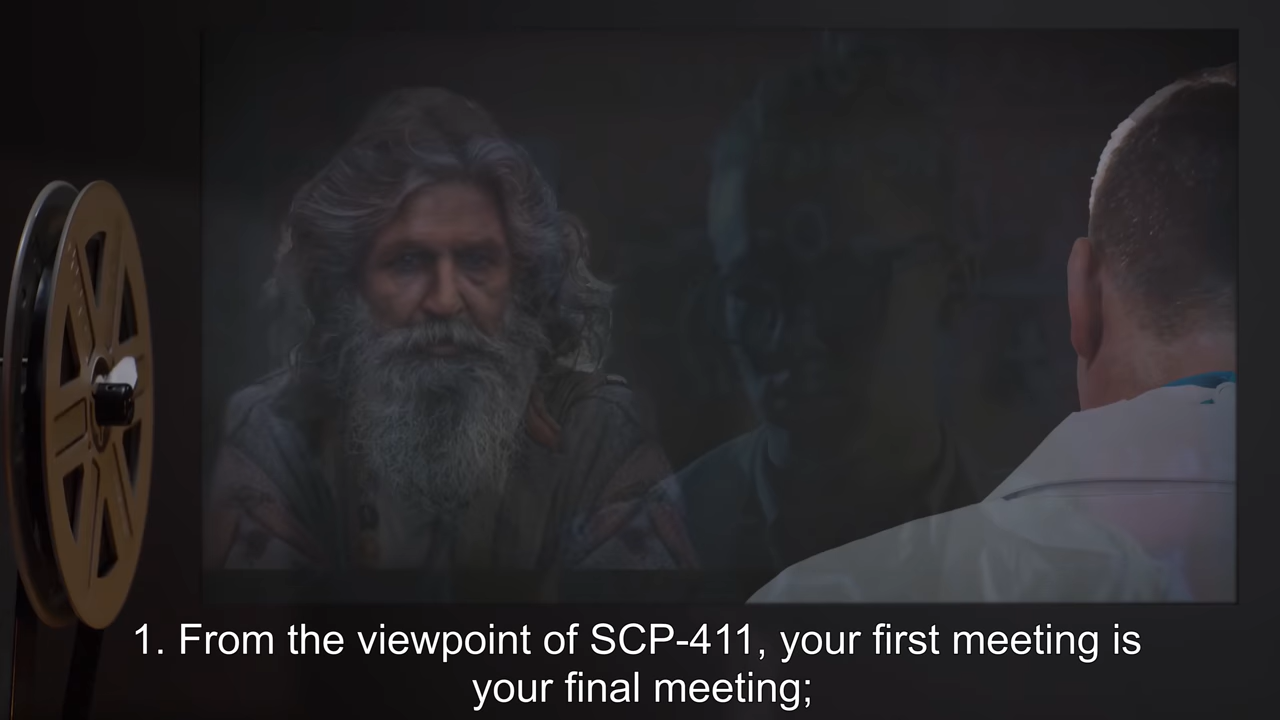 1. From the viewpoint of SCP-411, your first meeting is
your final meeting;